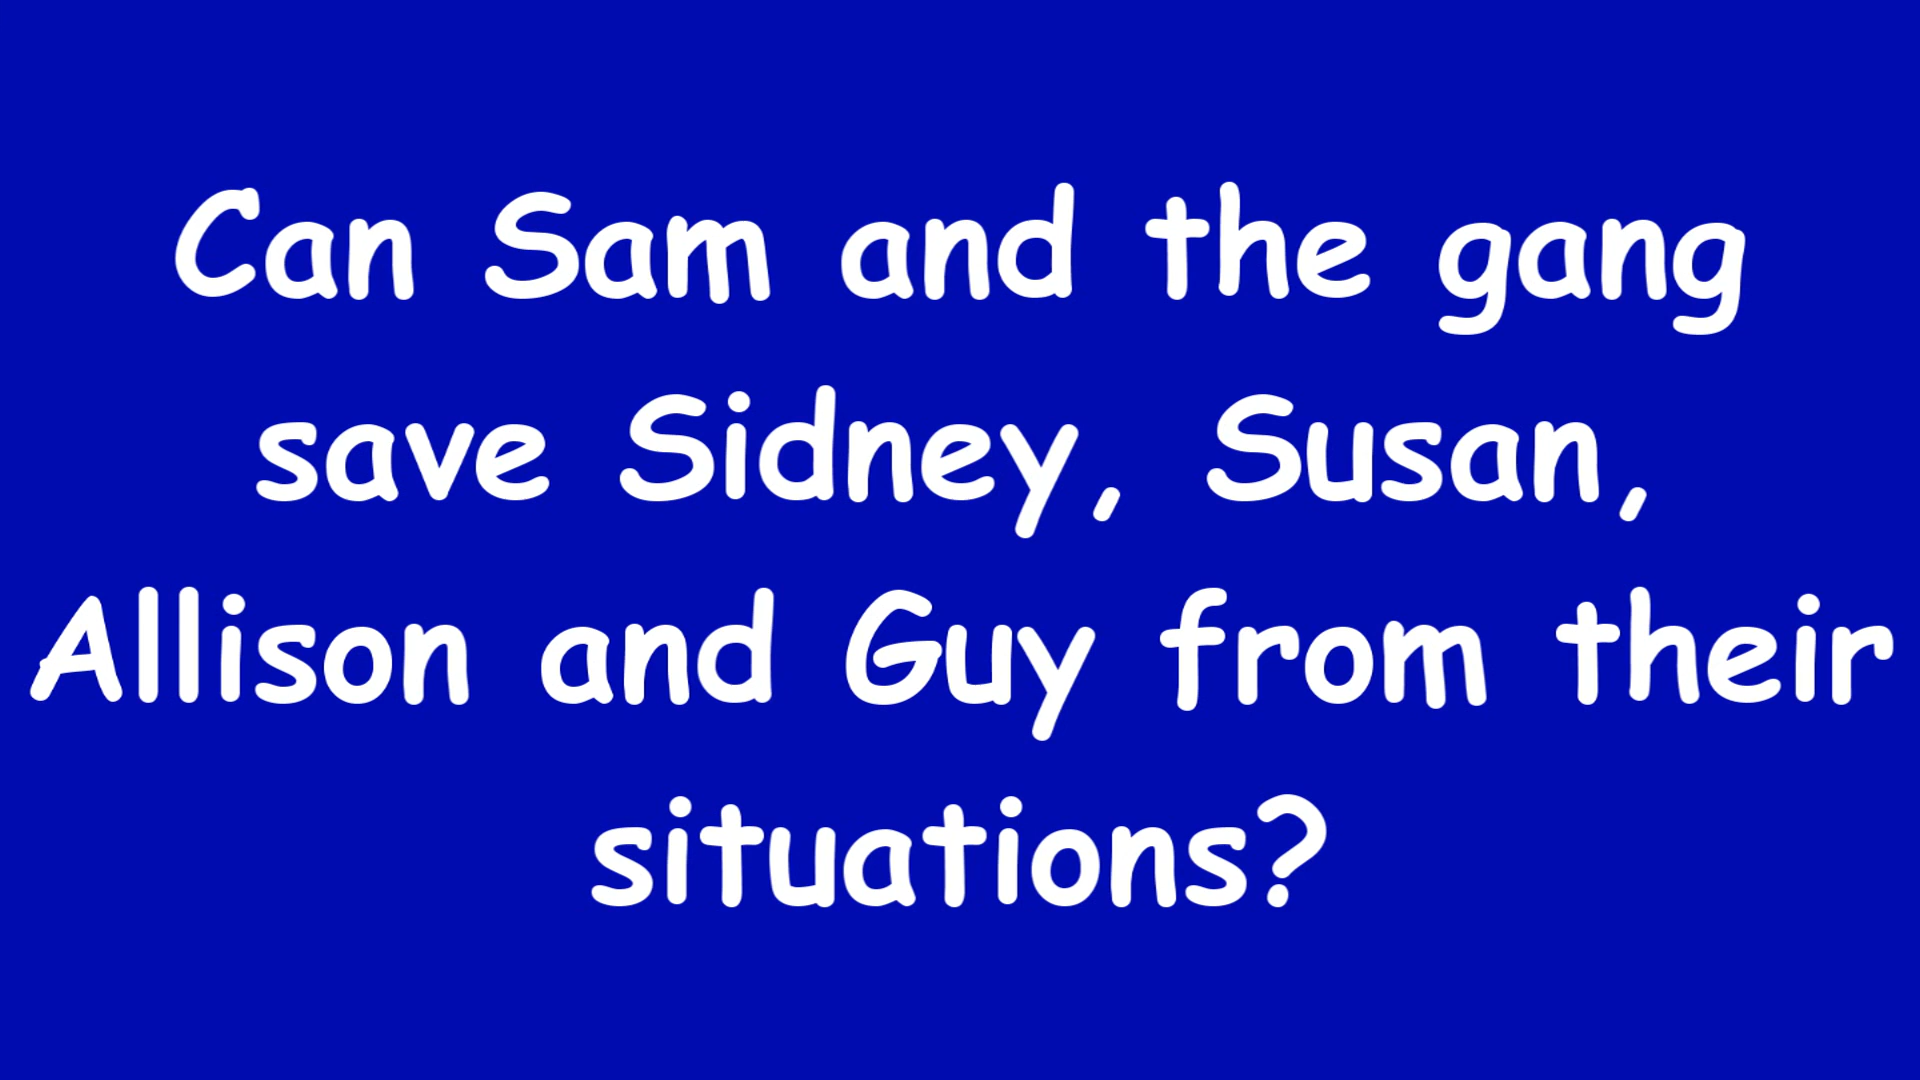 Can Sam and the gang
save Sidney, Susan,
Allison and Guy from their
situations?